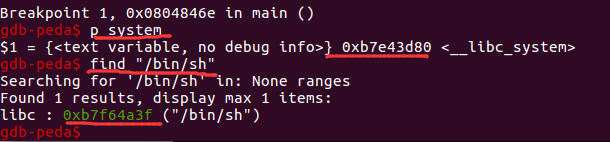 Breakpoint 1, 0x0804846e in main ()
gdb-peda$ p system
$1 = {<text variable, no debug info>} 0xb7e43d80 <__libc_system>
gdb-peda$ find "/bin/sh"
Searching for '/bin/sh' in: None ranges
Found 1 results, display max 1 items:
libc : 0xb7f64a3f ("/bin/sh")
gdb-peda$